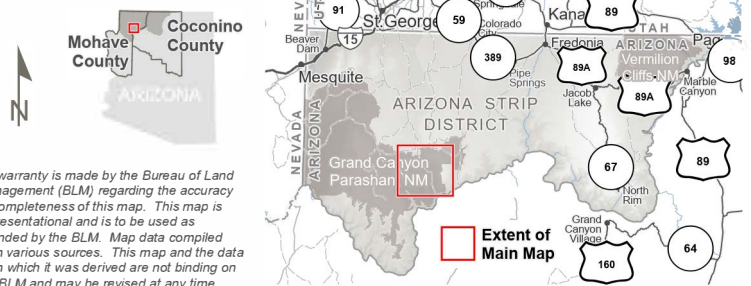 Mohave
County
Coconino
County
ARIZONA
N
warranty is made by the Bureau of Land
nagement (BLM) regarding the accuracy
ompleteness of this map. This map is
resentational and is to be used as
nded by the BLM. Map data compiled
m various sources. This map and the data
m which it was derived are not binding on
BLM and may be revised at any time
91
St.George
59
Colorado
City
Kana
89
UTAH
ARIZONA
Beaver
Dam
15
389
Fredonia
Pag
98
Mesquite
Pipe
Springs
89A
Vermilion
Cliffs NM
Marble
Canyon
Jacob
Lake
89A
NEVADA
ARIZONA
ARIZONA STRIP
DISTRICT
Grand Canyon
Parashant NM
67
89
North
Rim
Grand
Canyon
Village
64
160
Extent of
Main Map